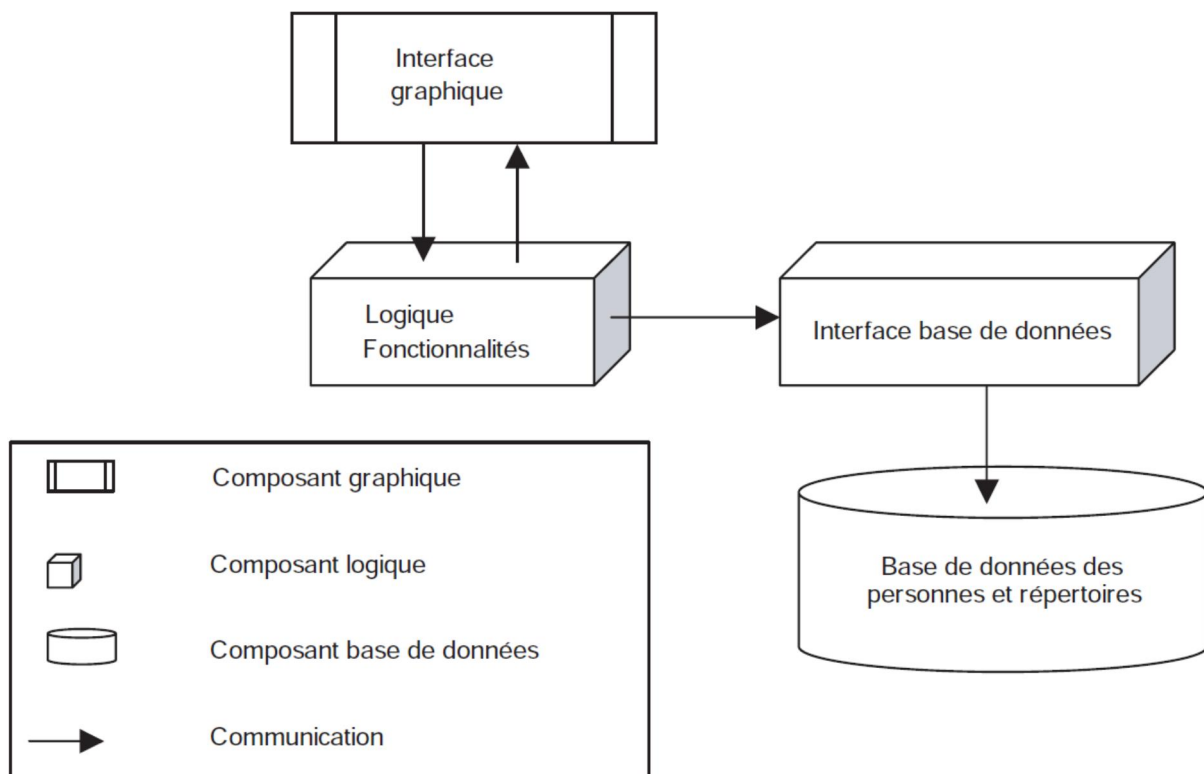 Interface
graphique
Logique
Fonctionnalités
Interface base de données
Base de données des
personnes et répertoires
Composant graphique
Composant logique
Composant base de données
Communication